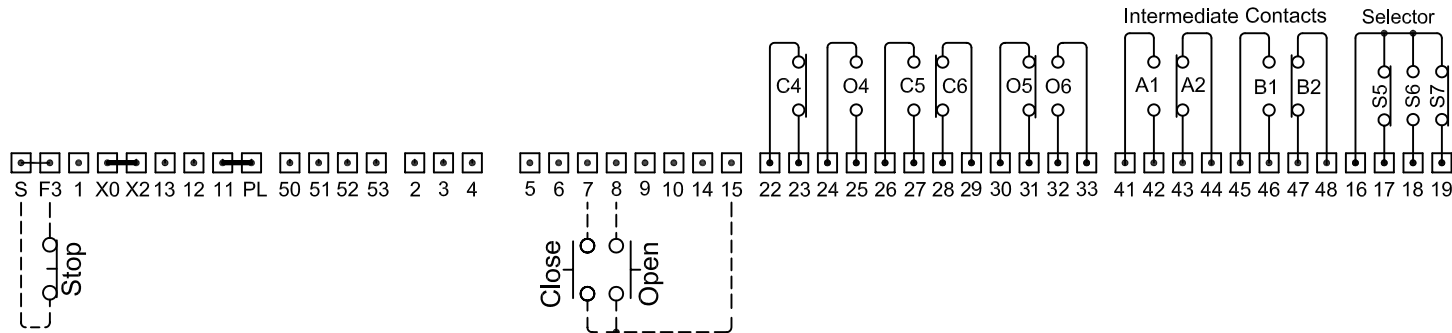 Intermediate Contacts Selector
C4 O4 C5 C6 O5 O6 A1 A2 B1 B2 S5 S6 S7
S F3 1 X0 X2 13 12 11 PL 50 51 52 53 2 3 4 5 6 7 8 9 10 14 15 22 23 24 25 26 27 28 29 30 31 32 33 41 42 43 44 45 46 47 48 16 17 18 19
Stop
Close
Open